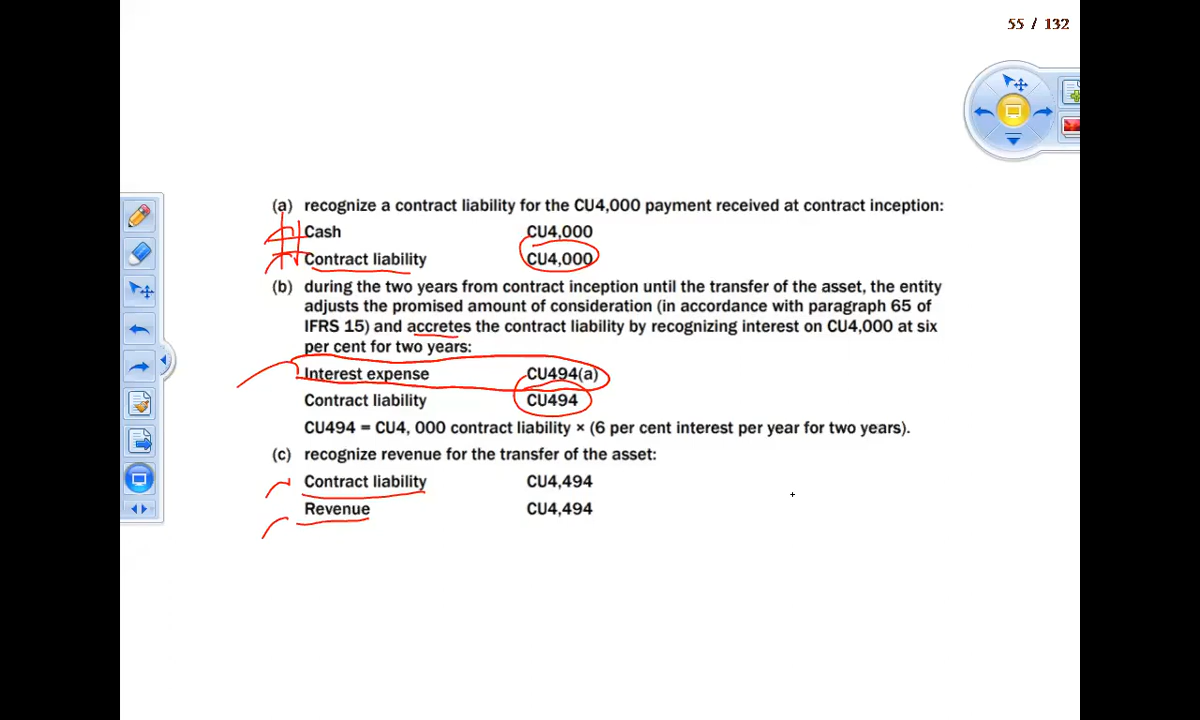 55 / 132
(a) recognize a contract liability for the CU4,000 payment received at contract inception:
Cash CU4,000
Contract liability CU4,000
(b) during the two years from contract inception until the transfer of the asset, the entity
adjusts the promised amount of consideration (in accordance with paragraph 65 of
IFRS 15) and accretes the contract liability by recognizing interest on CU4,000 at six
per cent for two years:
Interest expense CU494(a)
Contract liability CU494
CU494 = CU4, 000 contract liability × (6 per cent interest per year for two years).
(c) recognize revenue for the transfer of the asset:
Contract liability CU4,494
Revenue CU4,494